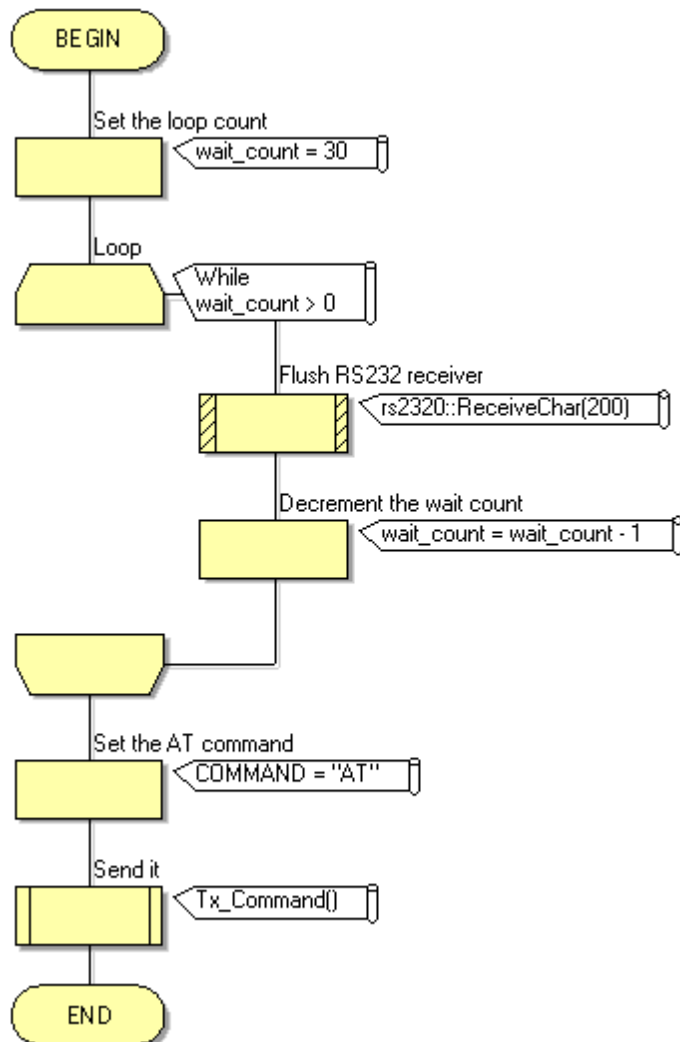 BEGIN
Set the loop count
wait_count = 30
Loop
While
wait_count > 0
Flush RS232 receiver
rs2320::ReceiveChar(200)
Decrement the wait count
wait_count = wait_count - 1
Set the AT command
COMMAND = "AT"
Send it
Tx_Command()
END